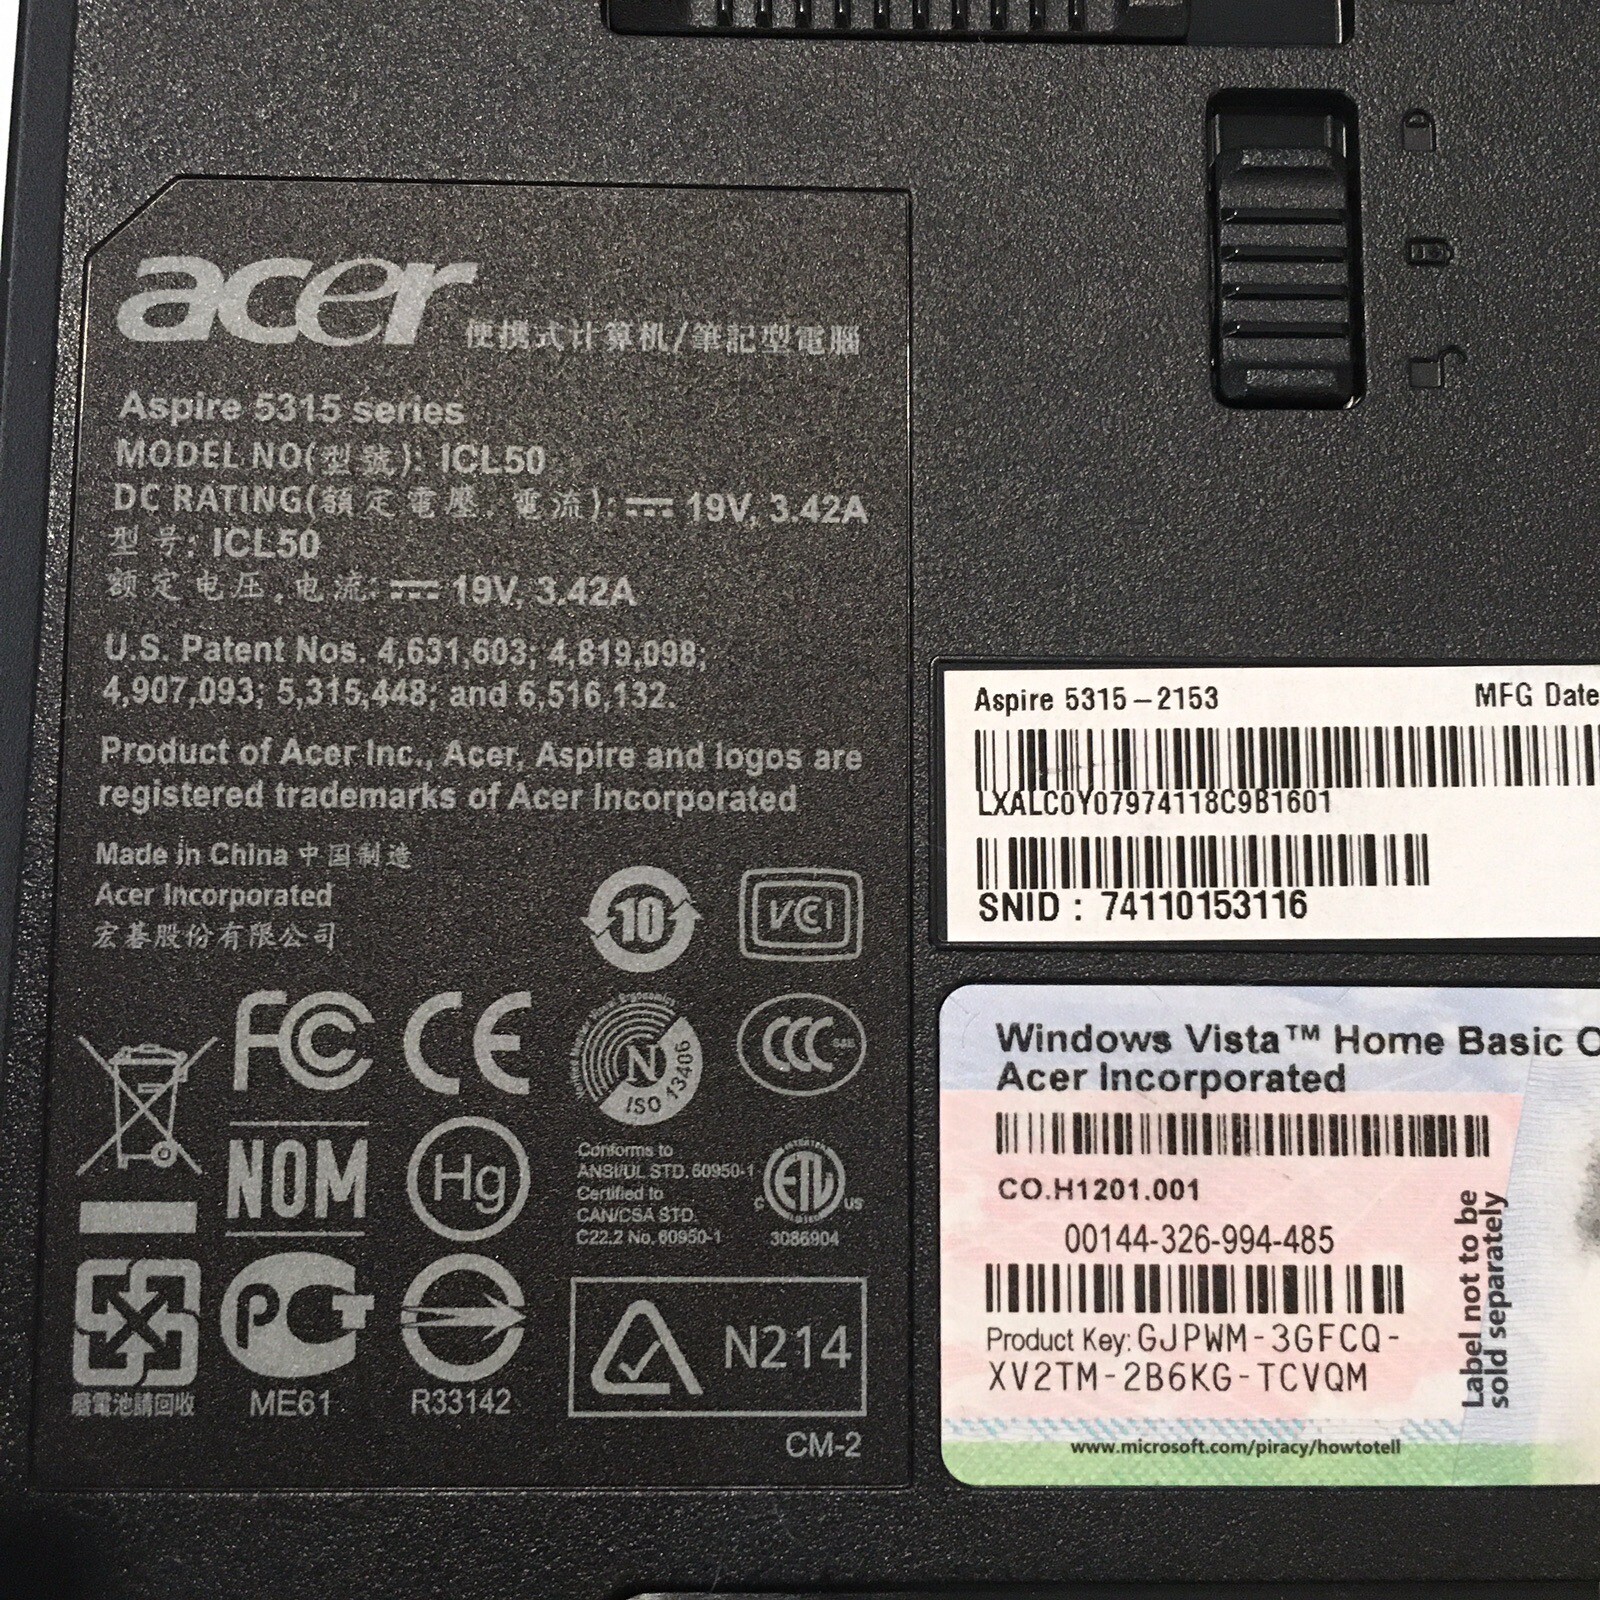 acer 便携式计算机/筆記型電腦
Aspire 5315 series
MODEL NO(型號): ICL50
DC RATING(額定電壓, 電流): 19V, 3.42A
型号: ICL50
额定电压, 电流: 19V, 3.42A
U.S. Patent Nos. 4,631,603; 4,819,098;
4,907,093; 5,315,448; and 6,516,132.
Product of Acer Inc., Acer, Aspire and logos are
registered trademarks of Acer Incorporated
Made in China 中国制造
Acer Incorporated
宏碁股份有限公司
10
VCCI
FC
CE
N
ISO 13406
CCC
NOM
Hg
Conforms to
ANSI/UL STD. 60950-1
Certified to
CAN/CSA STD.
C22.2 No. 60950-1
C ETL US
3086904
廢電池請回收
PCT
ME61
R33142
N214
CM-2
Aspire 5315-2153
MFG Date
LXALC0Y07974118C9B1601
SNID : 74110153116
Windows Vista™ Home Basic O
Acer Incorporated
CO.H1201.001
00144-326-994-485
Product Key: GJPWM-3GFCQ-
XV2TM-2B6KG-TCVQM
Label not to be
sold separately
www.microsoft.com/piracy/howtotell